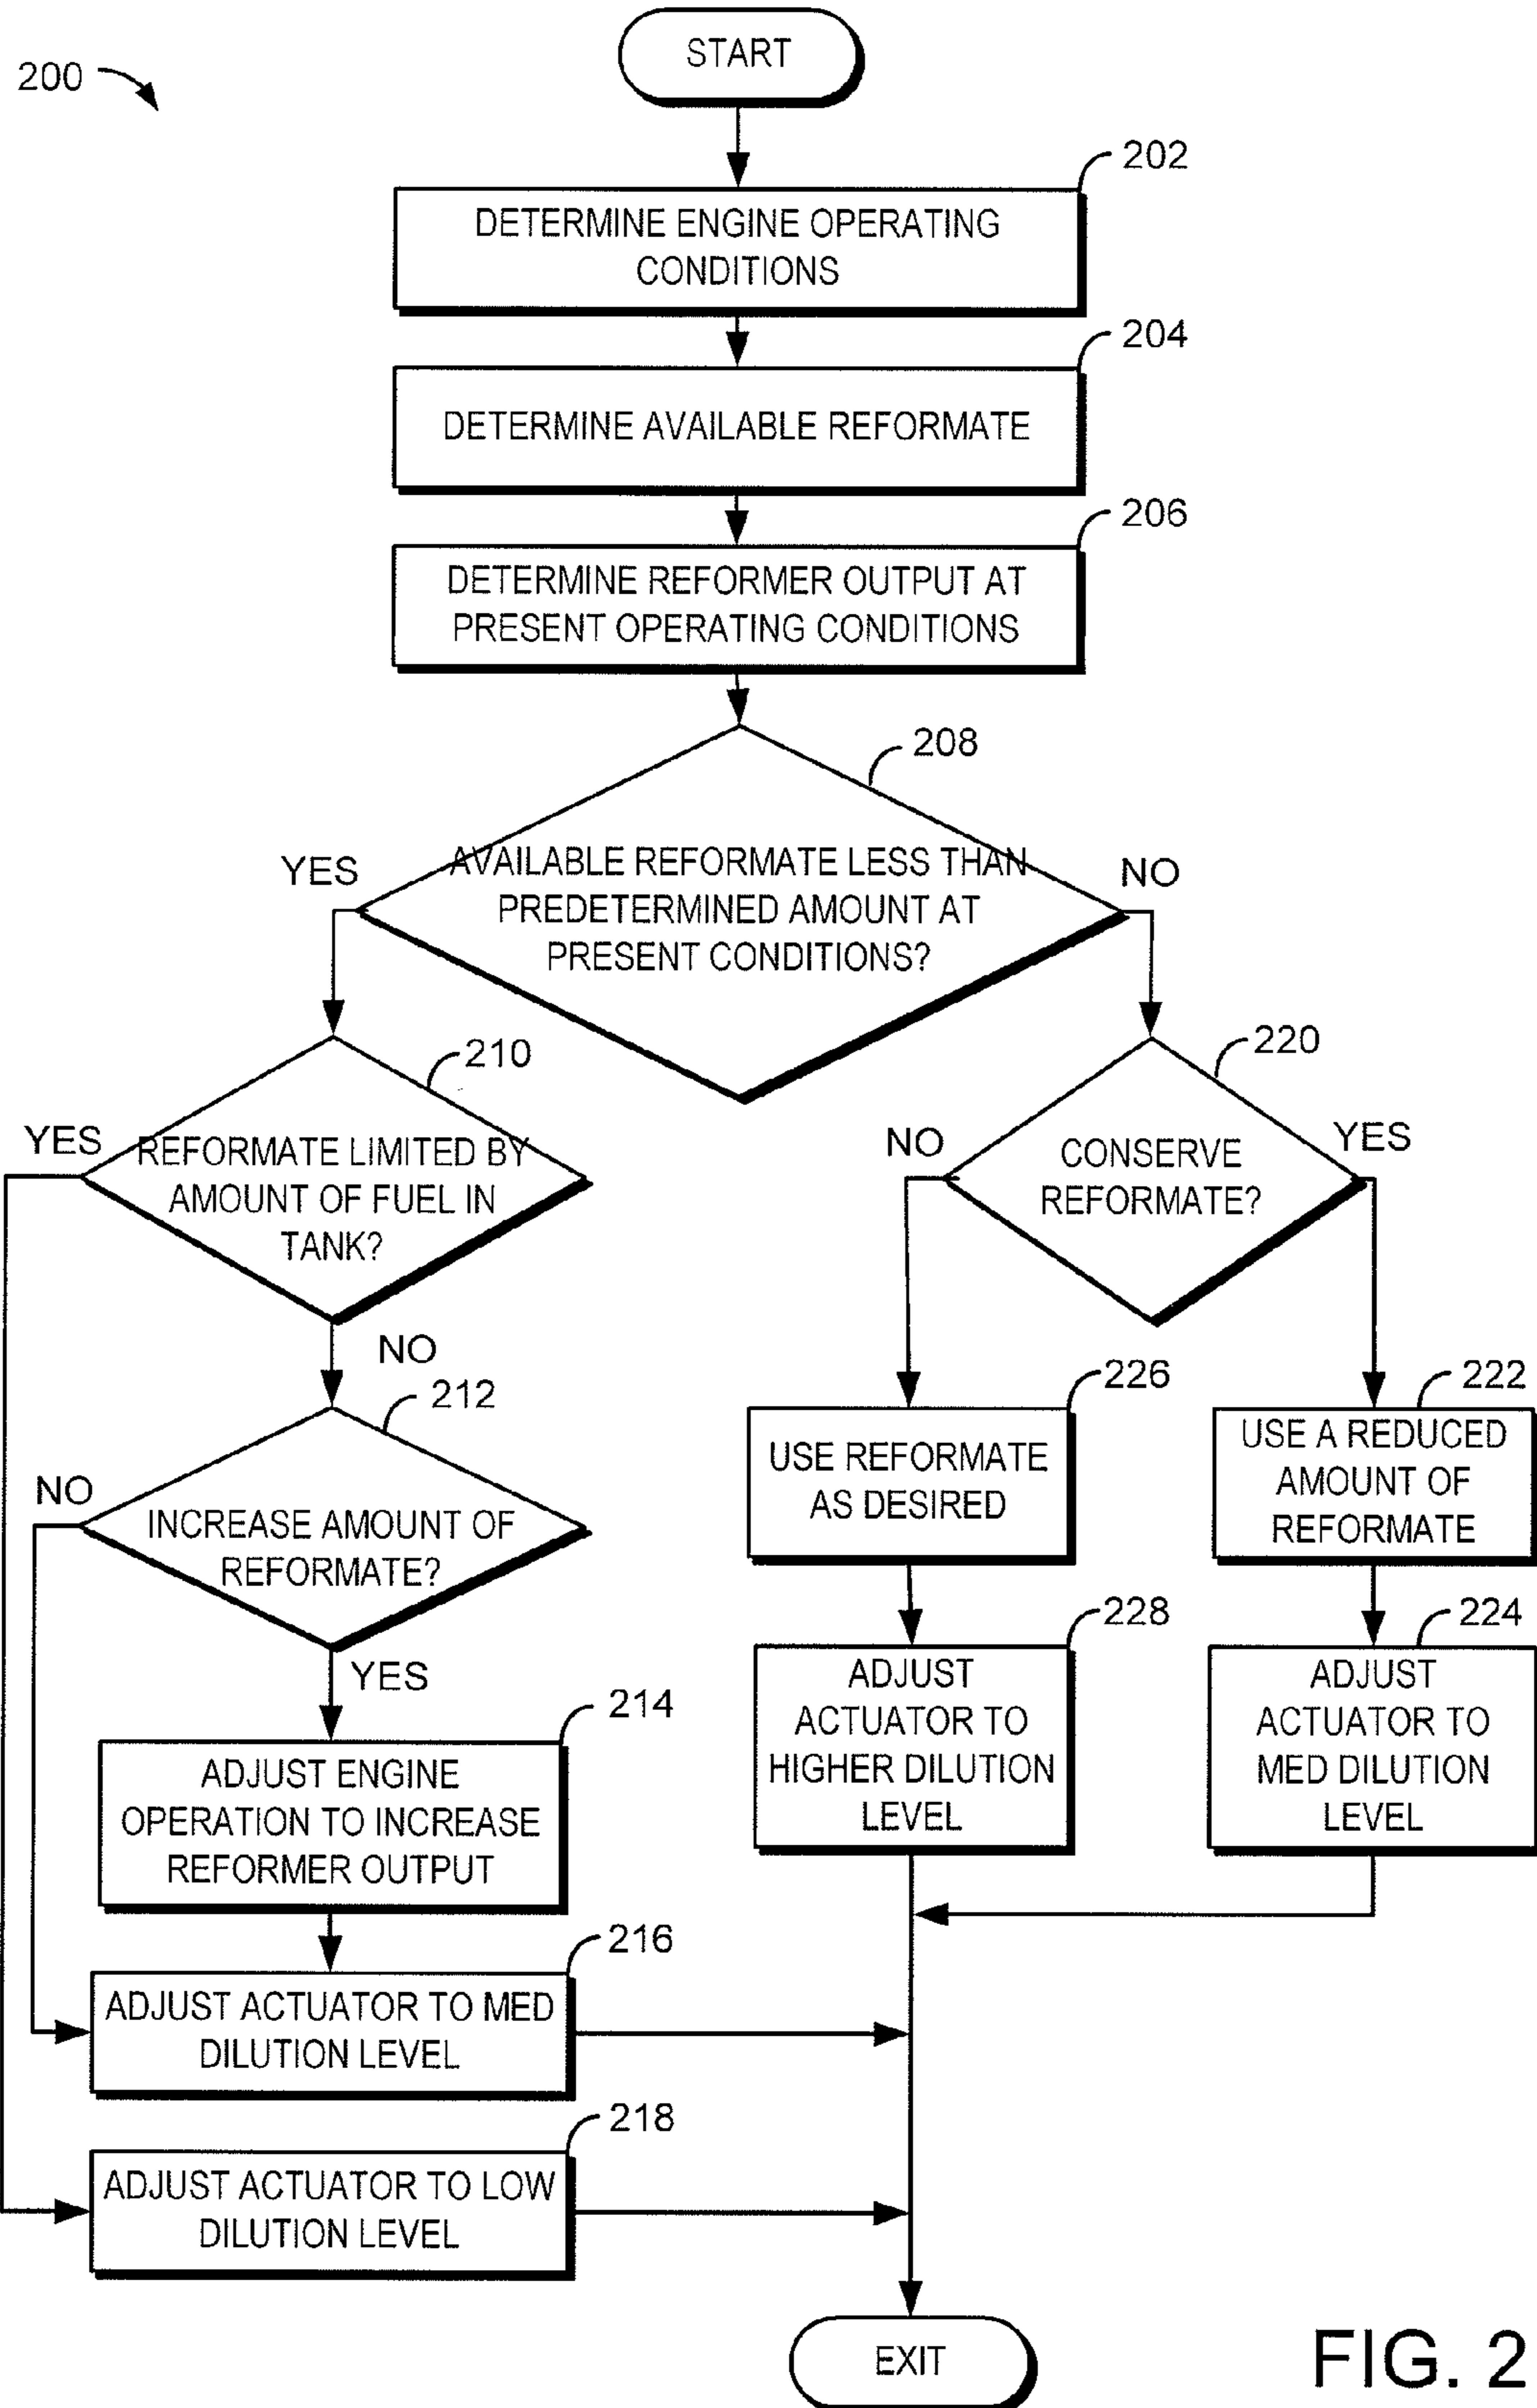 START
200
202
DETERMINE ENGINE OPERATING
CONDITIONS
204
DETERMINE AVAILABLE REFORMATE
206
DETERMINE REFORMER OUTPUT AT
PRESENT OPERATING CONDITIONS
208
YES
AVAILABLE REFORMATE LESS THAN
PREDETERMINED AMOUNT AT
PRESENT CONDITIONS?
NO
210
YES
REFORMATE LIMITED BY
AMOUNT OF FUEL IN
TANK?
NO
220
NO
CONSERVE
REFORMATE?
YES
212
NO
INCREASE AMOUNT OF
REFORMATE?
YES
226
USE REFORMATE
AS DESIRED
222
USE A REDUCED
AMOUNT OF
REFORMATE
214
ADJUST ENGINE
OPERATION TO INCREASE
REFORMER OUTPUT
228
ADJUST
ACTUATOR TO
HIGHER DILUTION
LEVEL
224
ADJUST
ACTUATOR TO
MED DILUTION
LEVEL
216
ADJUST ACTUATOR TO MED
DILUTION LEVEL
218
ADJUST ACTUATOR TO LOW
DILUTION LEVEL
EXIT
FIG. 2